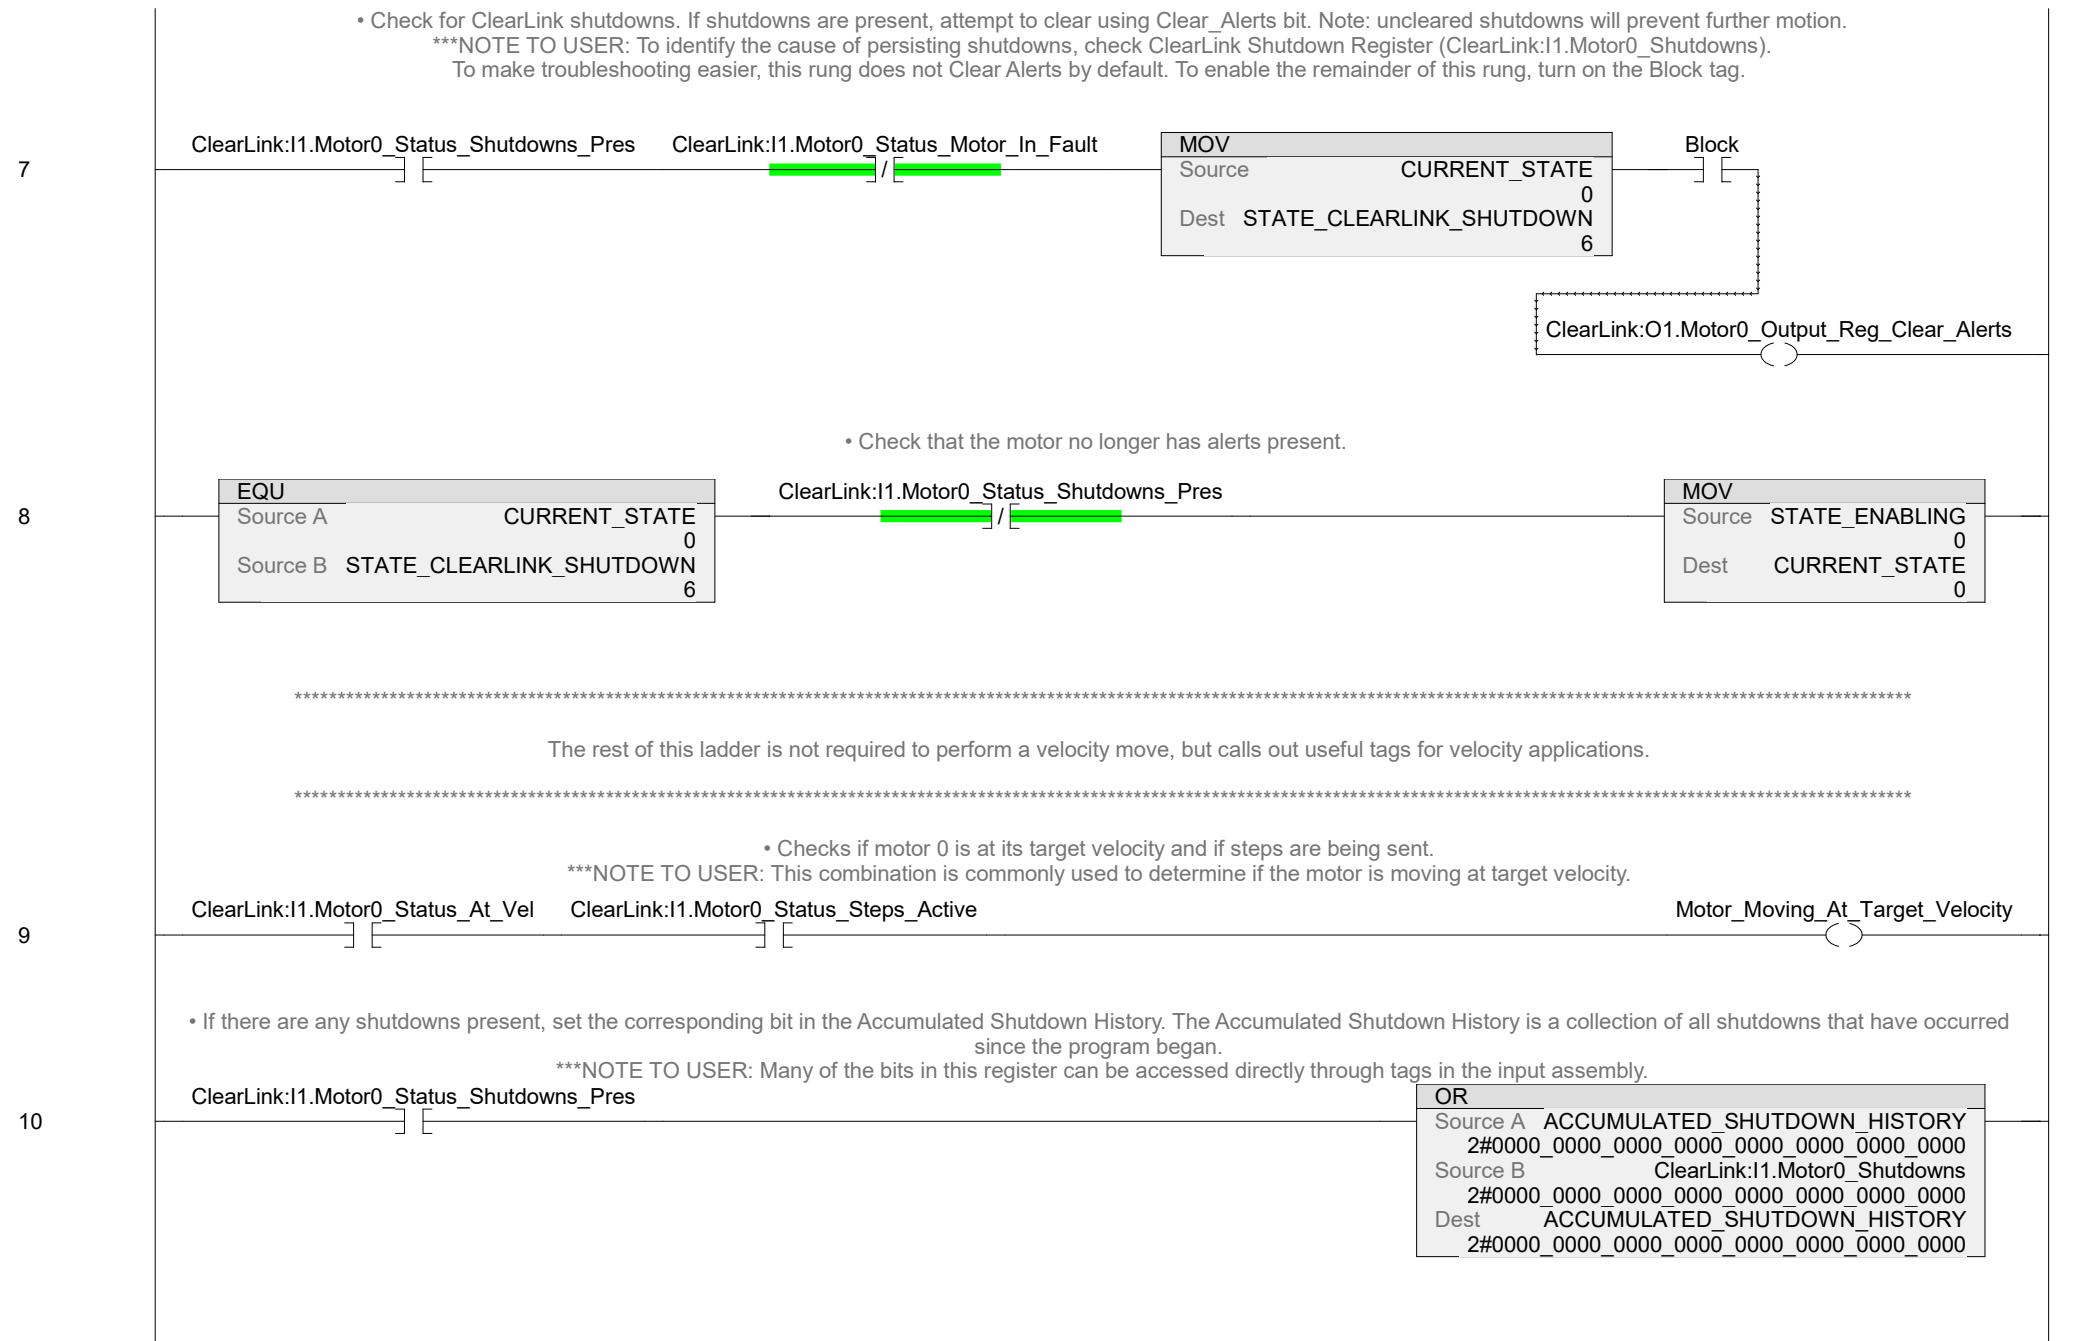 • Check for ClearLink shutdowns. If shutdowns are present, attempt to clear using Clear_Alerts bit. Note: uncleared shutdowns will prevent further motion.
***NOTE TO USER: To identify the cause of persisting shutdowns, check ClearLink Shutdown Register (ClearLink:I1.Motor0_Shutdowns).
To make troubleshooting easier, this rung does not Clear Alerts by default. To enable the remainder of this rung, turn on the Block tag.
ClearLink:I1.Motor0_Status_Shutdowns_Pres ClearLink:I1.Motor0_Status_Motor_In_Fault MOV Block
7 / Source CURRENT_STATE
0
Dest STATE_CLEARLINK_SHUTDOWN
6
ClearLink:O1.Motor0_Output_Reg_Clear_Alerts
• Check that the motor no longer has alerts present.
EQU ClearLink:I1.Motor0_Status_Shutdowns_Pres MOV
8 Source A CURRENT_STATE / Source STATE_ENABLING
0 0
Source B STATE_CLEARLINK_SHUTDOWN Dest CURRENT_STATE
6 0
The rest of this ladder is not required to perform a velocity move, but calls out useful tags for velocity applications.
• Checks if motor 0 is at its target velocity and if steps are being sent.
***NOTE TO USER: This combination is commonly used to determine if the motor is moving at target velocity.
ClearLink:I1.Motor0_Status_At_Vel ClearLink:I1.Motor0_Status_Steps_Active Motor_Moving_At_Target_Velocity
9
• If there are any shutdowns present, set the corresponding bit in the Accumulated Shutdown History. The Accumulated Shutdown History is a collection of all shutdowns that have occurred
since the program began.
***NOTE TO USER: Many of the bits in this register can be accessed directly through tags in the input assembly.
ClearLink:I1.Motor0_Status_Shutdowns_Pres OR
10 Source A ACCUMULATED_SHUTDOWN_HISTORY
2#0000_0000_0000_0000_0000_0000_0000_0000
Source B ClearLink:I1.Motor0_Shutdowns
2#0000_0000_0000_0000_0000_0000_0000_0000
Dest ACCUMULATED_SHUTDOWN_HISTORY
2#0000_0000_0000_0000_0000_0000_0000_0000